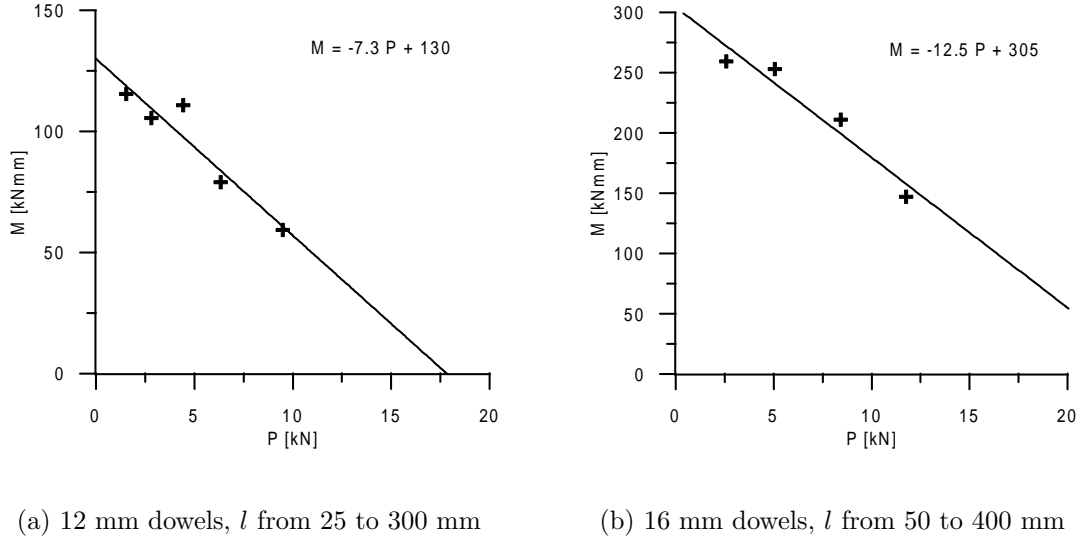 150
100
50
0
M [kNmm]
M = -7.3 P + 130
0 5 10 15 20
P [kN]
300
250
200
150
100
50
0
M [kNmm]
M = -12.5 P + 305
0 5 10 15 20
P [kN]
(a) 12 mm dowels, l from 25 to 300 mm
(b) 16 mm dowels, l from 50 to 400 mm